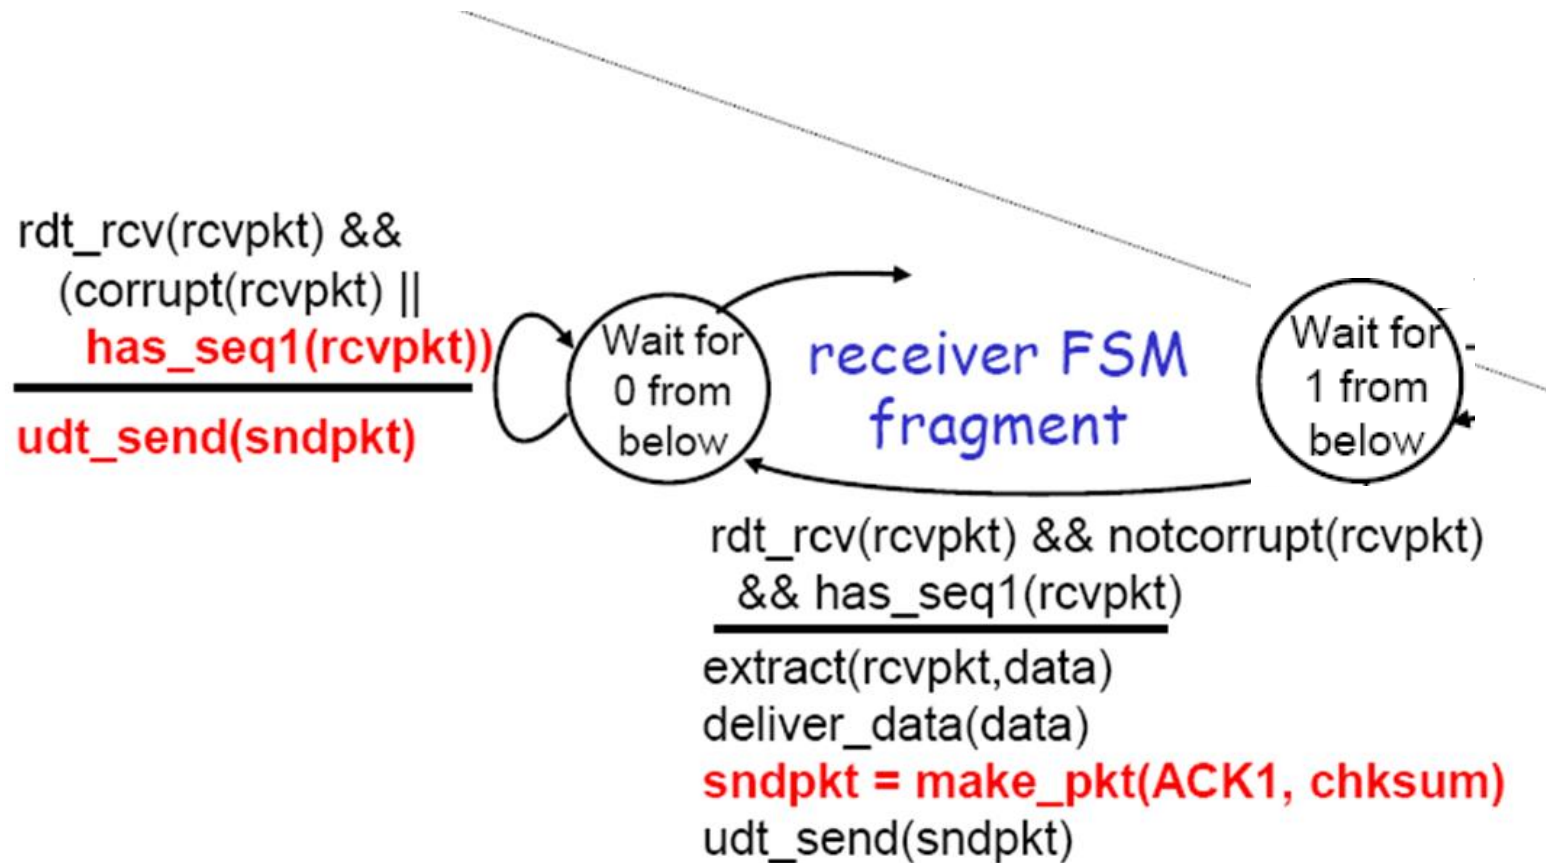 rdt_rcv(rcvpkt) &&
(corrupt(rcvpkt) ||
has_seq1(rcvpkt))
udt_send(sndpkt)
Wait for
0 from
below
receiver FSM
fragment
Wait for
1 from
below
rdt_rcv(rcvpkt) && notcorrupt(rcvpkt)
&& has_seq1(rcvpkt)
extract(rcvpkt,data)
deliver_data(data)
sndpkt = make_pkt(ACK1, chksum)
udt_send(sndpkt)